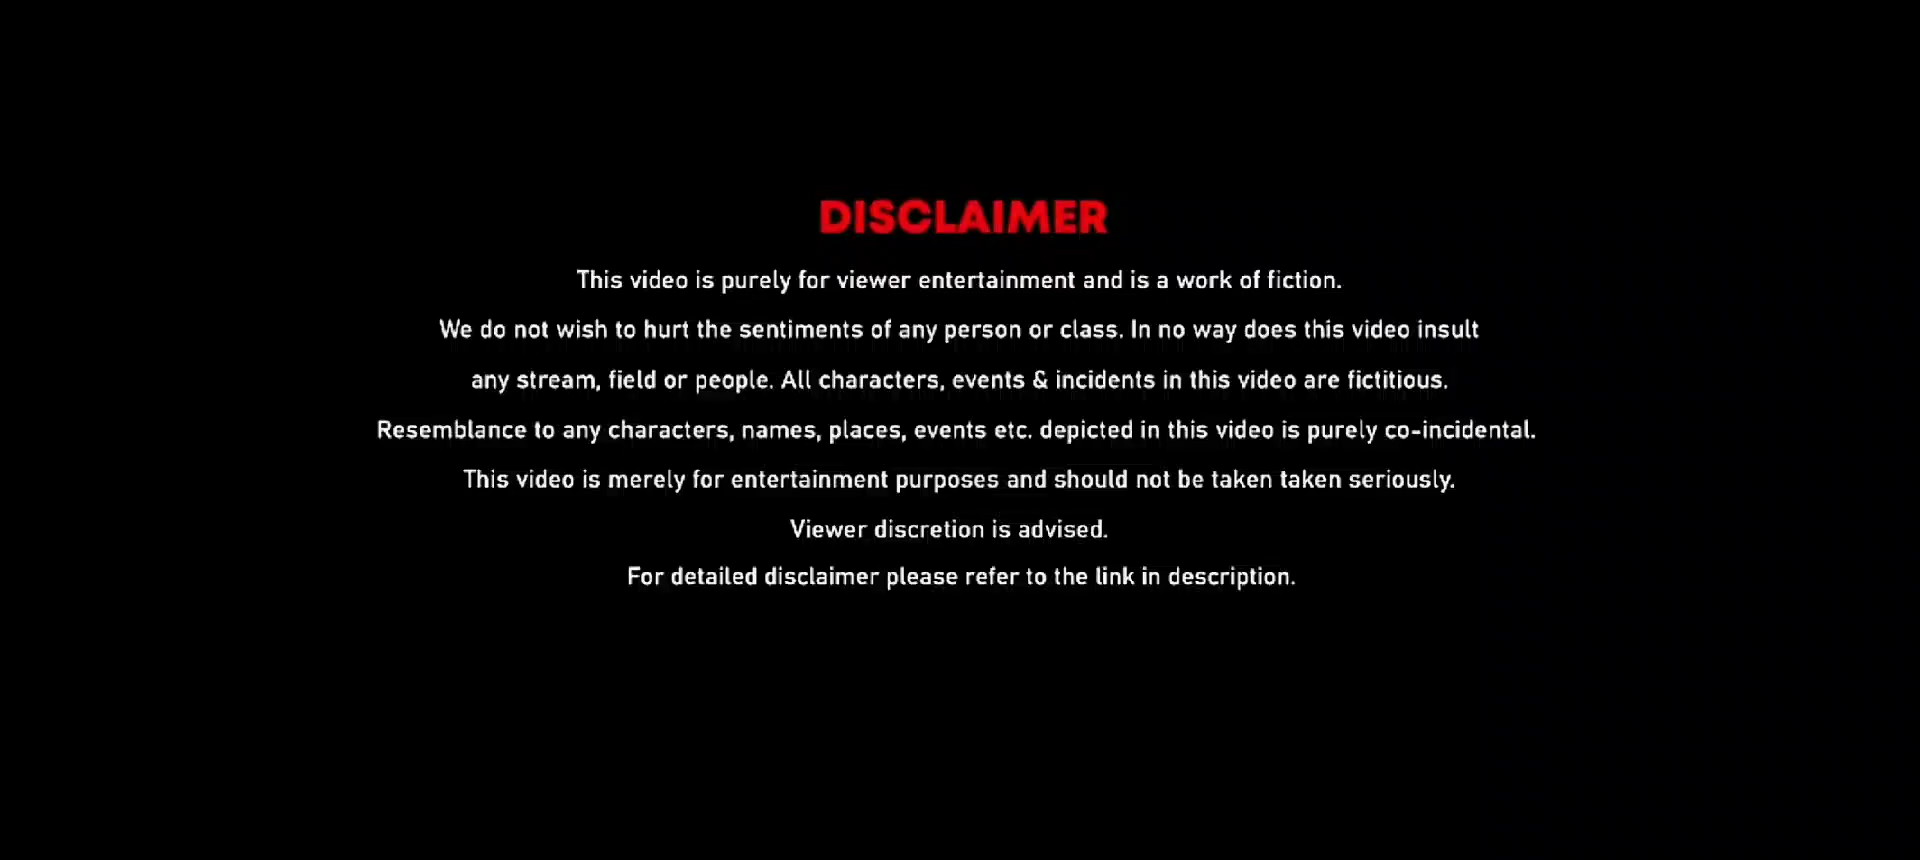 DISCLAIMER
This video is purely for viewer entertainment and is a work of fiction.
We do not wish to hurt the sentiments of any person or class. In no way does this video insult
any stream, field or people. All characters, events & incidents in this video are fictitious.
Resemblance to any characters, names, places, events etc. depicted in this video is purely co-incidental.
This video is merely for entertainment purposes and should not be taken taken seriously.
Viewer discretion is advised.
For detailed disclaimer please refer to the link in description.